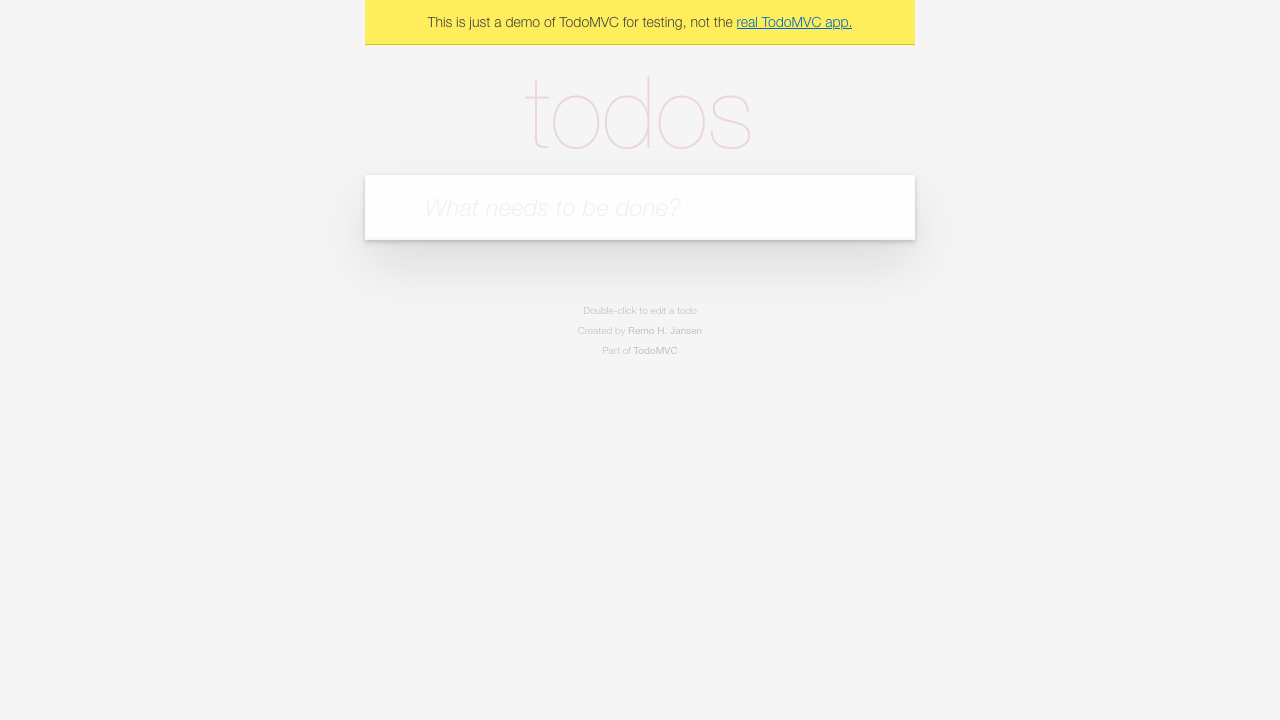 This is just a demo of TodoMVC for testing, not the real TodoMVC app.
todos
What needs to be done?
Double-click to edit a todo
Created by Remo H. Jansen
Part of TodoMVC